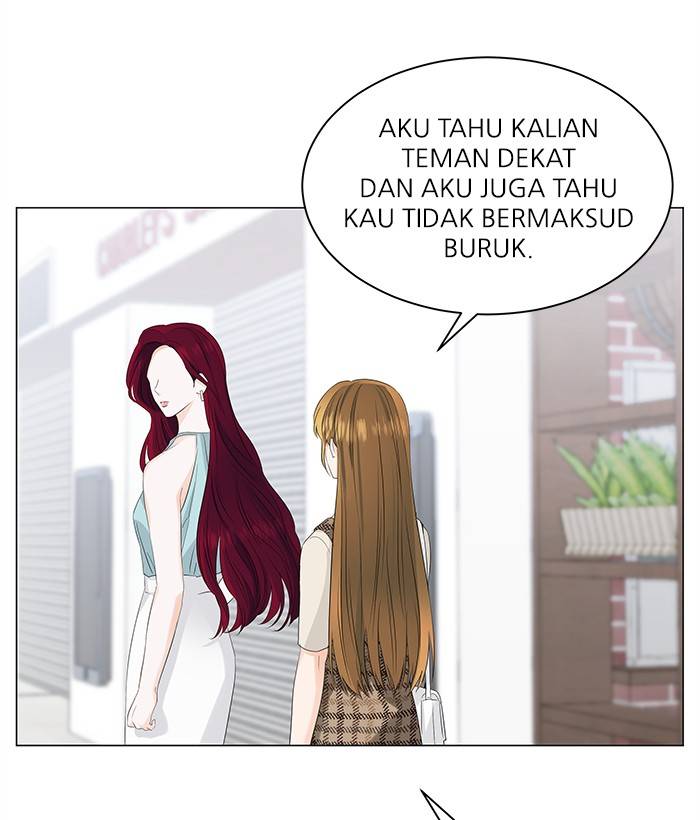 AKU TAHU KALIAN
TEMAN DEKAT
DAN AKU JUGA TAHU
KAU TIDAK BERMAKSUD
BURUK.